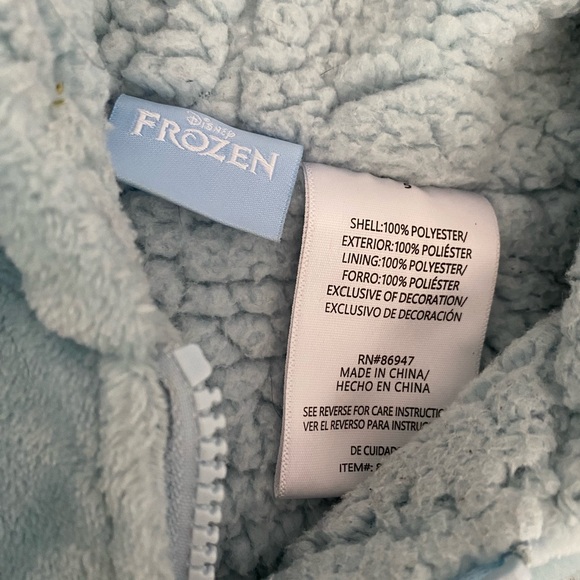 Disney
FROZEN
SHELL:100% POLYESTER/
EXTERIOR:100% POLIÉSTER
LINING:100% POLYESTER/
FORRO:100% POLIÉSTER
EXCLUSIVE OF DECORATION/
EXCLUSIVO DE DECORACIÓN
RN#86947
MADE IN CHINA/
HECHO EN CHINA
SEE REVERSE FOR CARE
VER EL REVERSO PARA
DE
ITEM#: